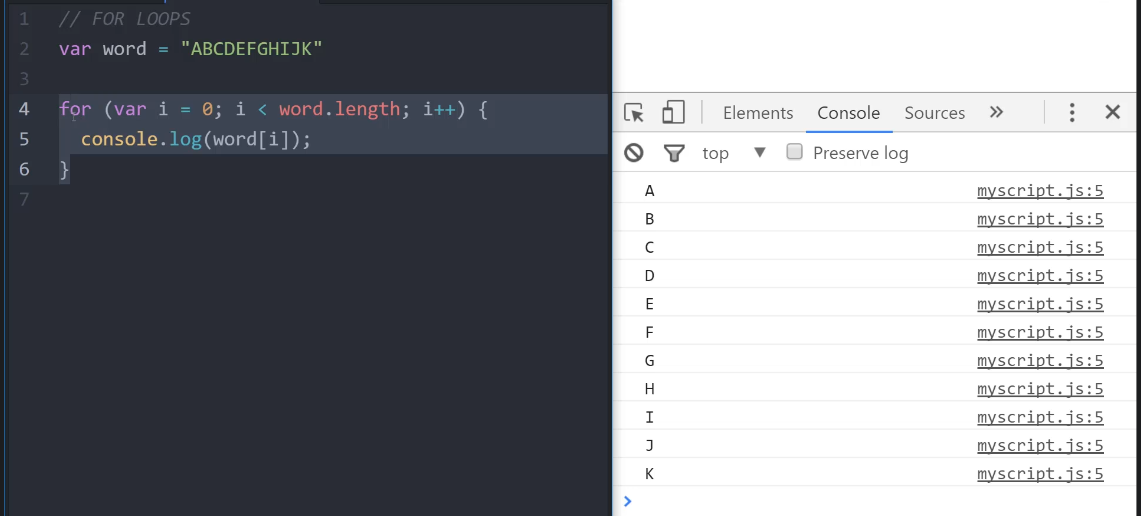 1 // FOR LOOPS
2 var word = "ABCDEFGHIJK"
3
4 for (var i = 0; i < word.length; i++) {
5   console.log(word[i]);
6 }
7
Elements Console Sources »
top ▼ Preserve log
A myscript.js:5
B myscript.js:5
C myscript.js:5
D myscript.js:5
E myscript.js:5
F myscript.js:5
G myscript.js:5
H myscript.js:5
I myscript.js:5
J myscript.js:5
K myscript.js:5
>